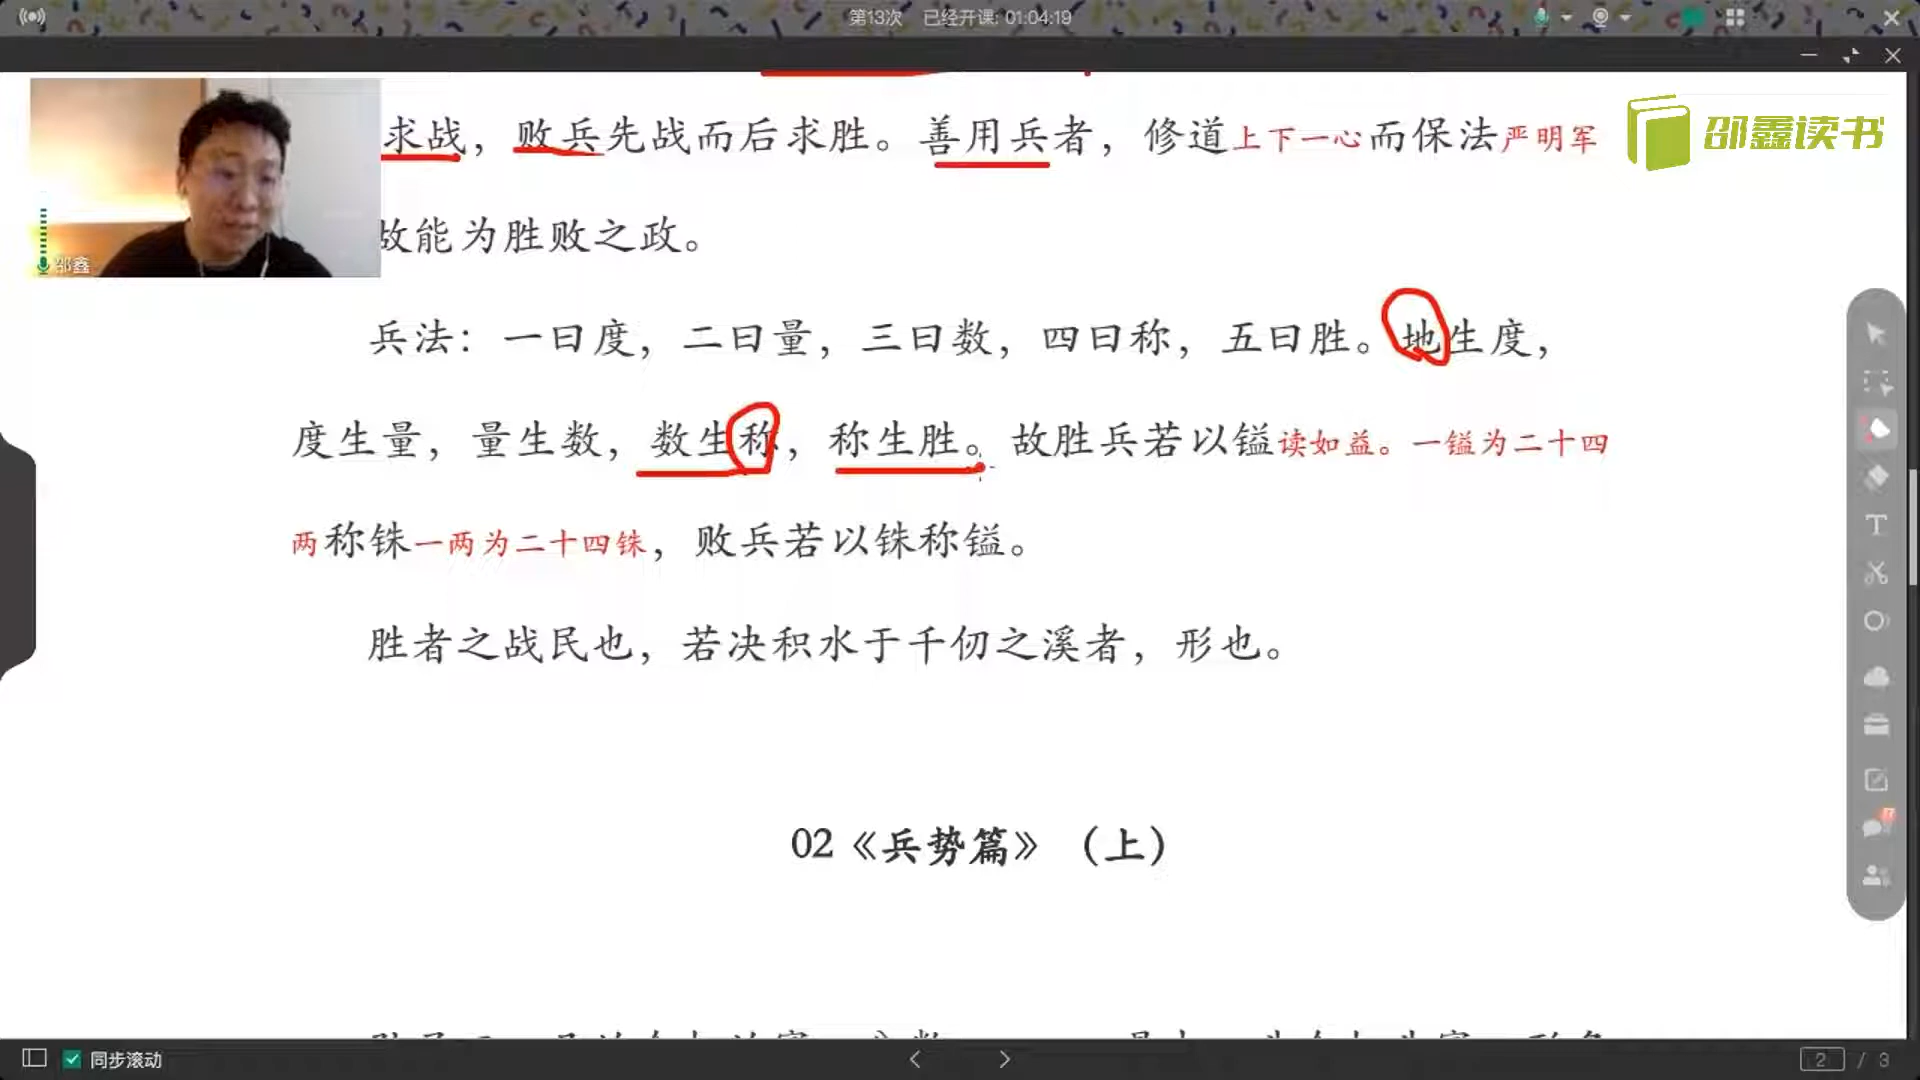 第13次 已经开课: 01:04:19
求战，败兵先战而后求胜。善用兵者，修道上下一心而保法严明军
邵鑫读书
故能为胜败之政。
邵鑫
兵法：一曰度，二曰量，三曰数，四曰称，五曰胜。地生度，
度生量，量生数，数生称，称生胜。故胜兵若以镒读如益。一镒为二十四
两称铢一两为二十四铢，败兵若以铢称镒。
胜者之战民也，若决积水于千仞之溪者，形也。
02《兵势篇》（上）
同步滚动
2 / 3